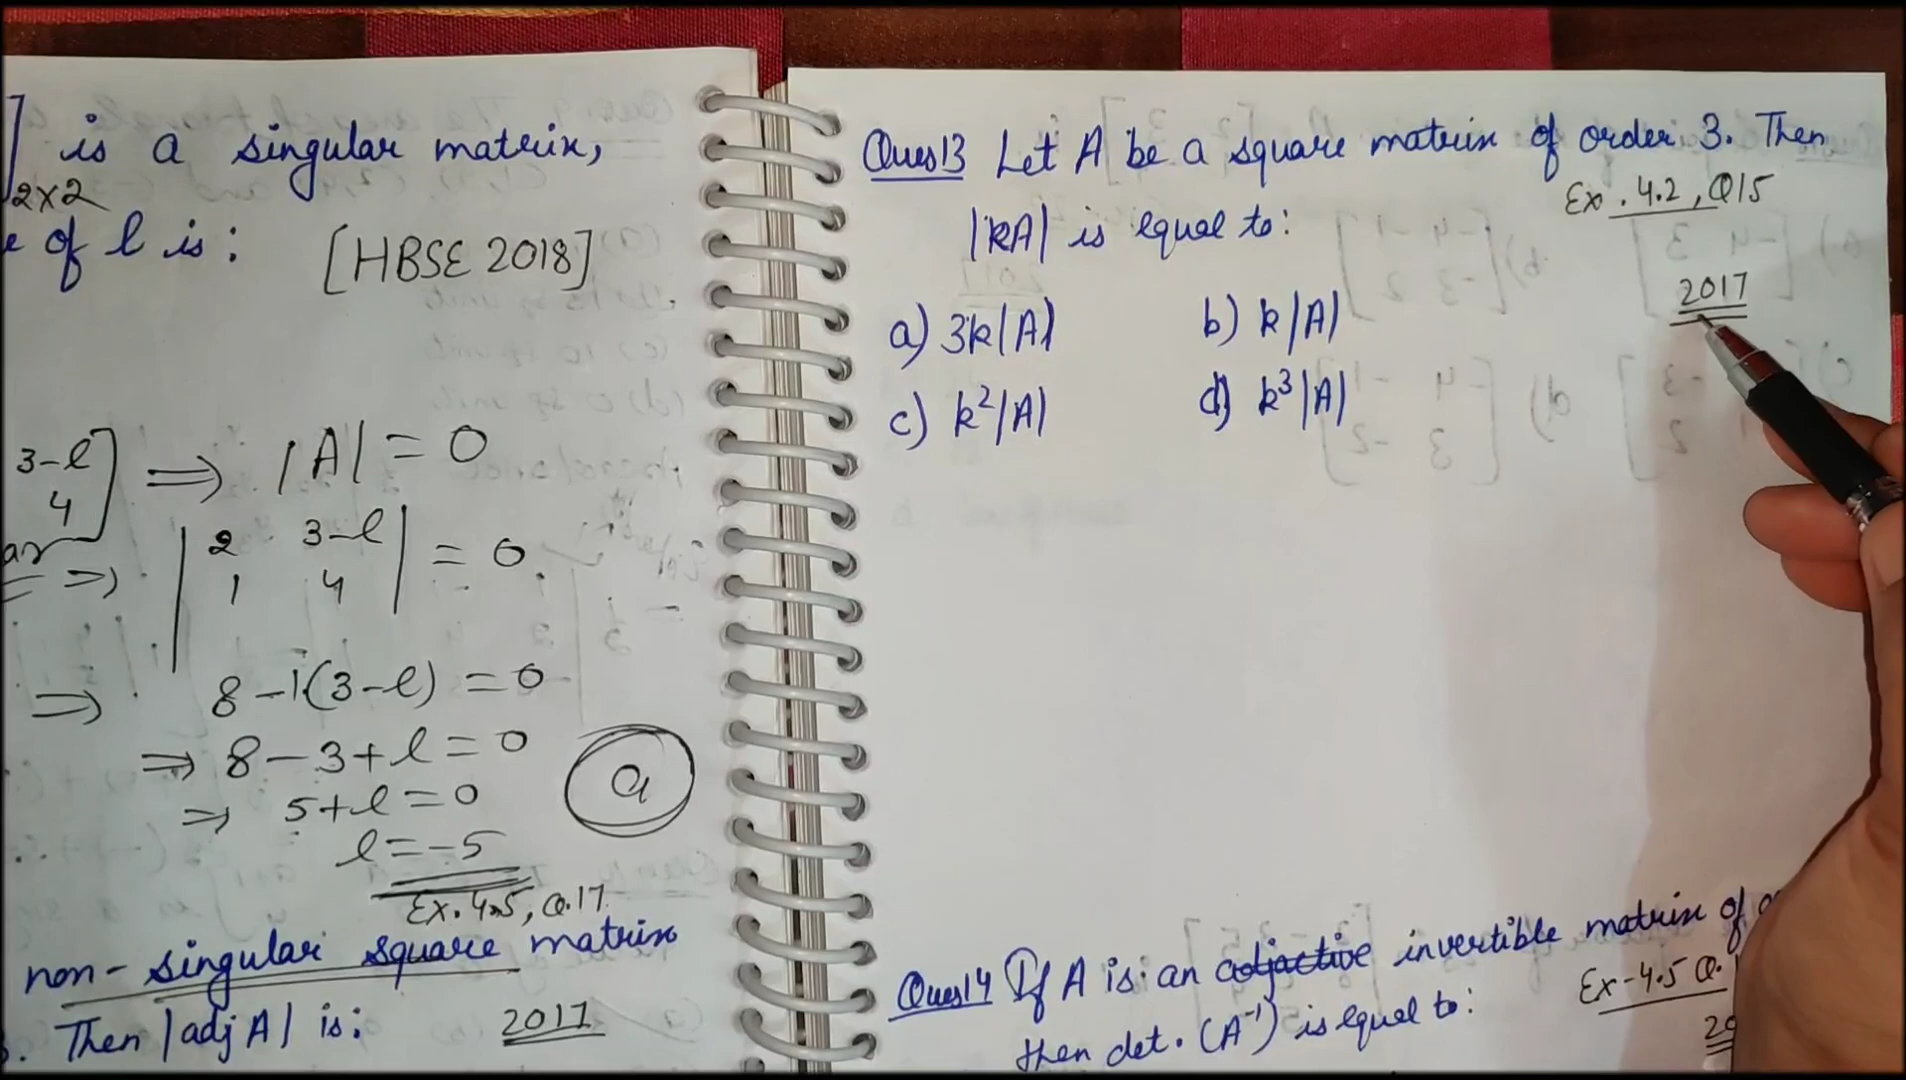 ] is a singular matrix,
2x2
e of l is: [HBSE 2018]
3-l
4 ] ⟹ |A| = 0
ar
⟹ | 2 3-l | = 0
1 4
⟹ 8-1(3-l) = 0
⟹ 8-3+l = 0
⟹ 5+l = 0
l = -5
a
Ex. 4.5, Q.17
non-singular square matrix
3. Then |adj A| is: 2017
Ques13 Let A be a square matrix of order 3. Then
Ex. 4.2, Q15
|kA| is equal to:
2017
a) 3k|A| b) k|A|
c) k²|A| d) k³|A|
Ques14 If A is an invertible matrix of o
Ex-4.5 Q.
then det. (A⁻¹) is equal to:
20